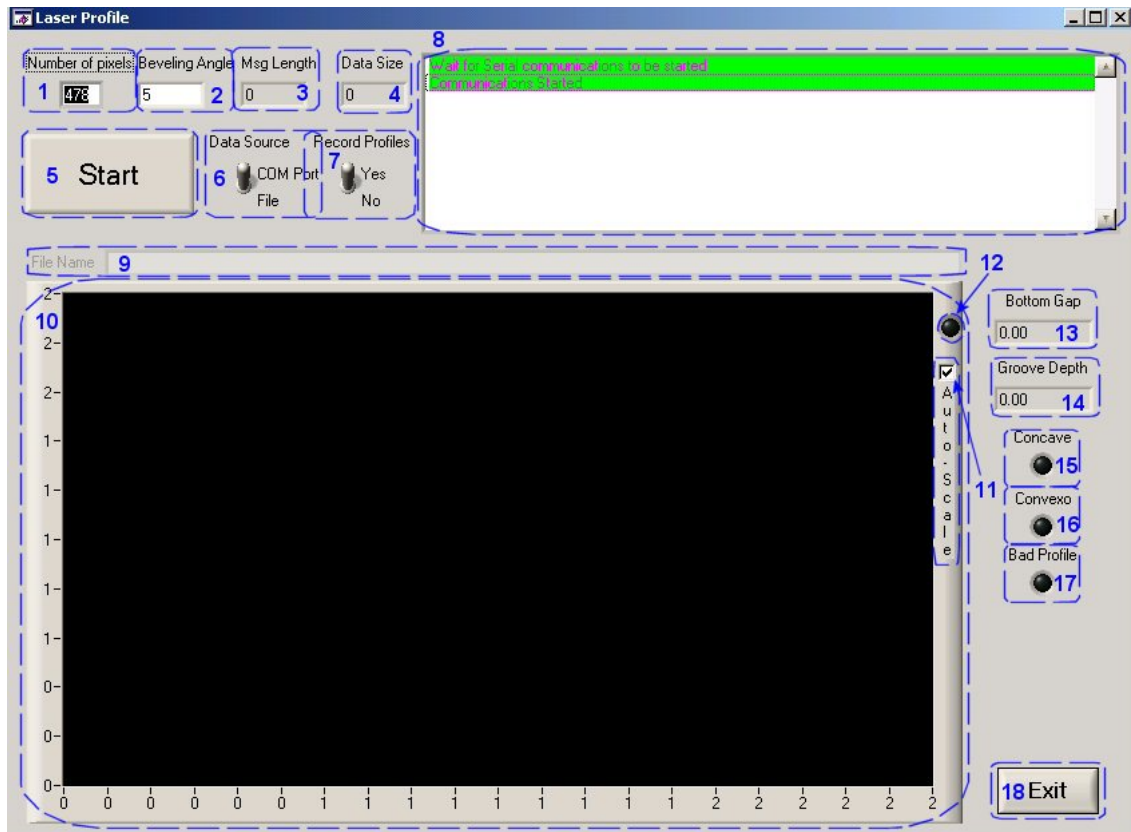 Laser Profile
8
Number of pixels Beveling Angle Msg Length Data Size
1 478 5 2 0 3 0 4
Wait for Serial communications to be started
Communications Started
5 Start
Data Source Record Profiles
6 COM Port 7 Yes
File No
File Name 9
12
10
2-
2-
2-
1-
1-
1-
1-
1-
0-
0-
0-
0 0 0 0 0 0 1 1 1 1 1 1 1 1 1 2 2 2 2 2 2
Auto-Scale
11
Bottom Gap
0.00 13
Groove Depth
0.00 14
Concave
15
Convexo
16
Bad Profile
17
18 Exit